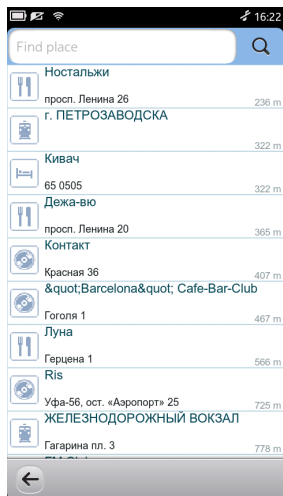 16:22
Find place
Ностальжи
просп. Ленина 26
236 m
г. ПЕТРОЗАВОДСКА
322 m
Кивач
65 0505
322 m
Дежа-вю
просп. Ленина 20
365 m
Контакт
Красная 36
407 m
&quot;Barcelona&quot; Cafe-Bar-Club
Гоголя 1
467 m
Луна
Герцена 1
566 m
Ris
Уфа-56, ост. «Аэропорт» 25
725 m
ЖЕЛЕЗНОДОРОЖНЫЙ ВОКЗАЛ
Гагарина пл. 3
778 m